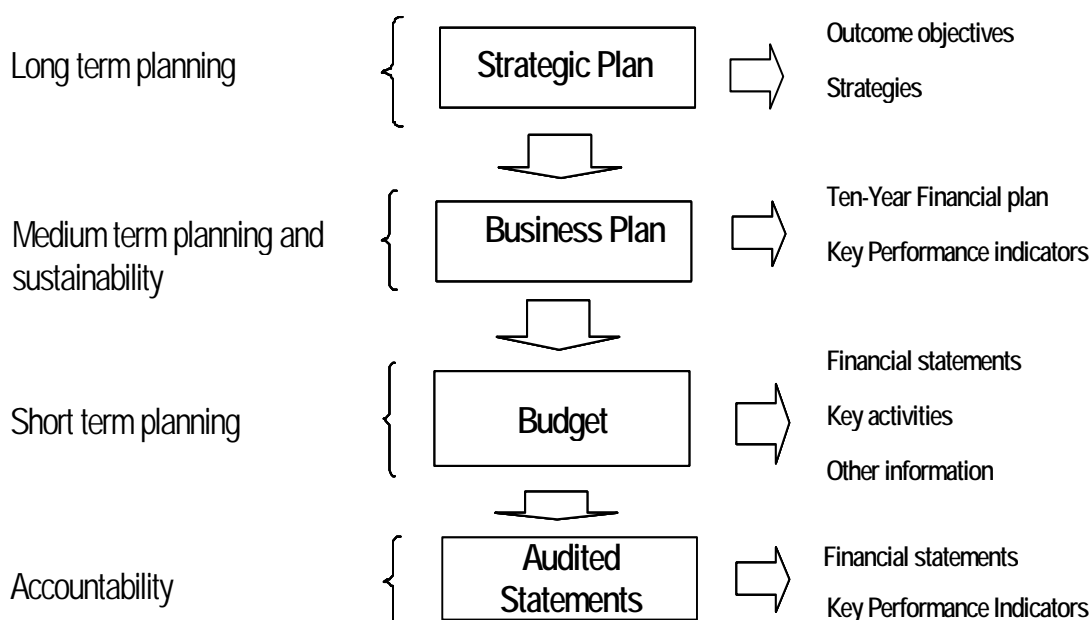 Long term planning
Strategic Plan
Outcome objectives
Strategies
Medium term planning and
sustainability
Business Plan
Ten-Year Financial plan
Key Performance indicators
Short term planning
Budget
Financial statements
Key activities
Other information
Accountability
Audited
Statements
Financial statements
Key Performance Indicators